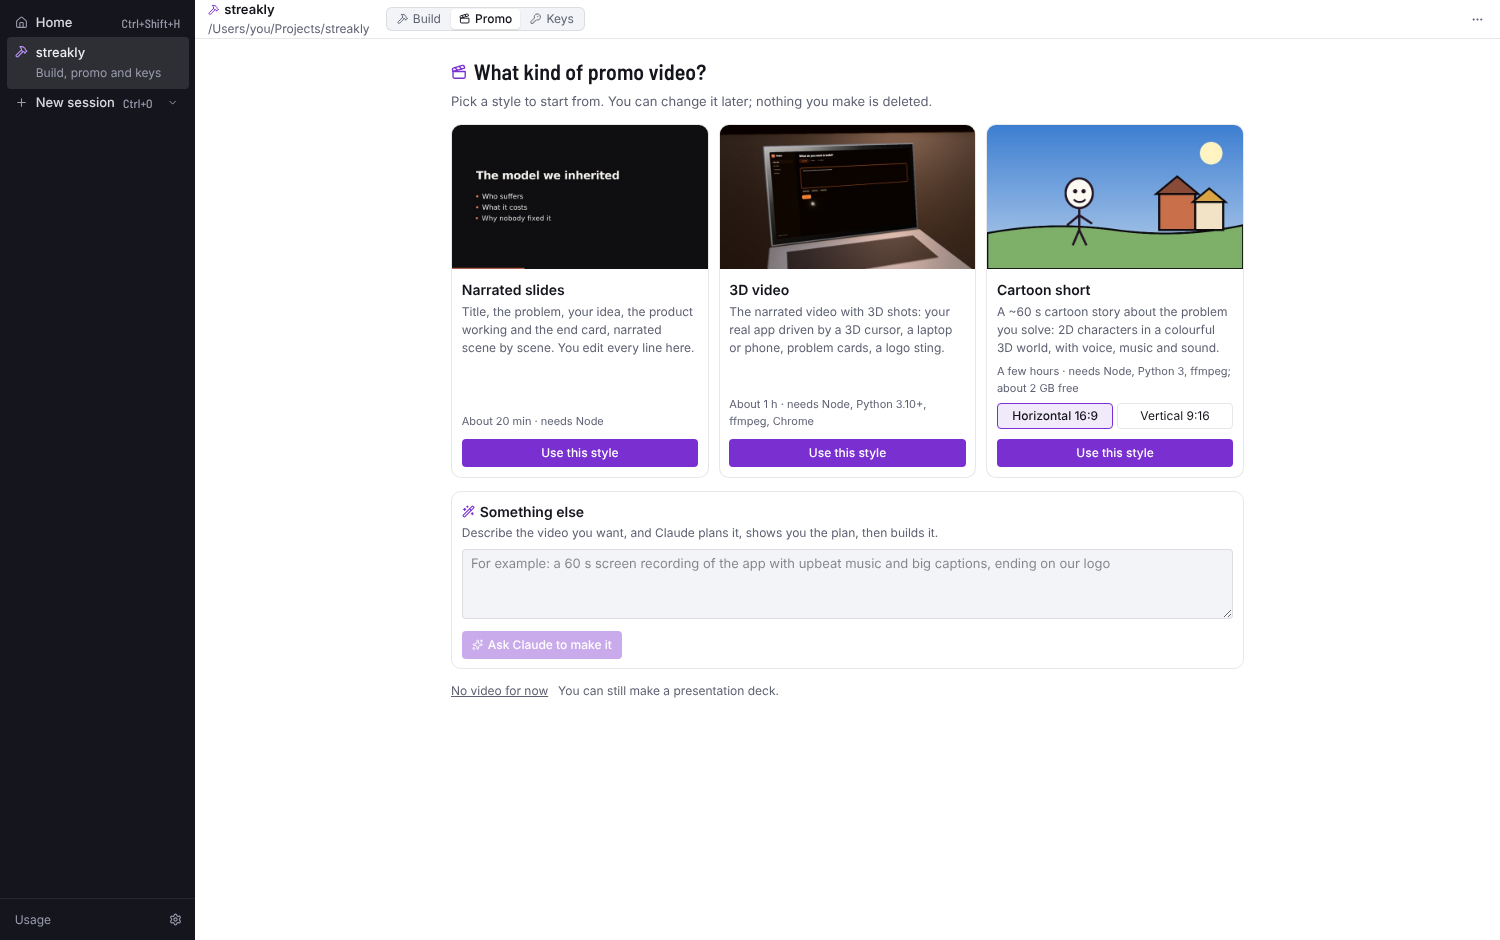 Home Ctrl+Shift+H
streakly
Build, promo and keys
New session Ctrl+O
Usage
streakly
/Users/you/Projects/streakly
Build
Promo
Keys
What kind of promo video?
Pick a style to start from. You can change it later; nothing you make is deleted.
The model we inherited
• Who suffers
• What it costs
• Why nobody fixed it
Narrated slides
Title, the problem, your idea, the product
working and the end card, narrated
scene by scene. You edit every line here.
About 20 min · needs Node
Use this style
3D video
The narrated video with 3D shots: your
real app driven by a 3D cursor, a laptop
or phone, problem cards, a logo sting.
About 1 h · needs Node, Python 3.10+,
ffmpeg, Chrome
Use this style
Cartoon short
A ~60 s cartoon story about the problem
you solve: 2D characters in a colourful
3D world, with voice, music and sound.
A few hours · needs Node, Python 3, ffmpeg;
about 2 GB free
Horizontal 16:9
Vertical 9:16
Use this style
Something else
Describe the video you want, and Claude plans it, shows you the plan, then builds it.
For example: a 60 s screen recording of the app with upbeat music and big captions, ending on our logo
Ask Claude to make it
No video for now You can still make a presentation deck.